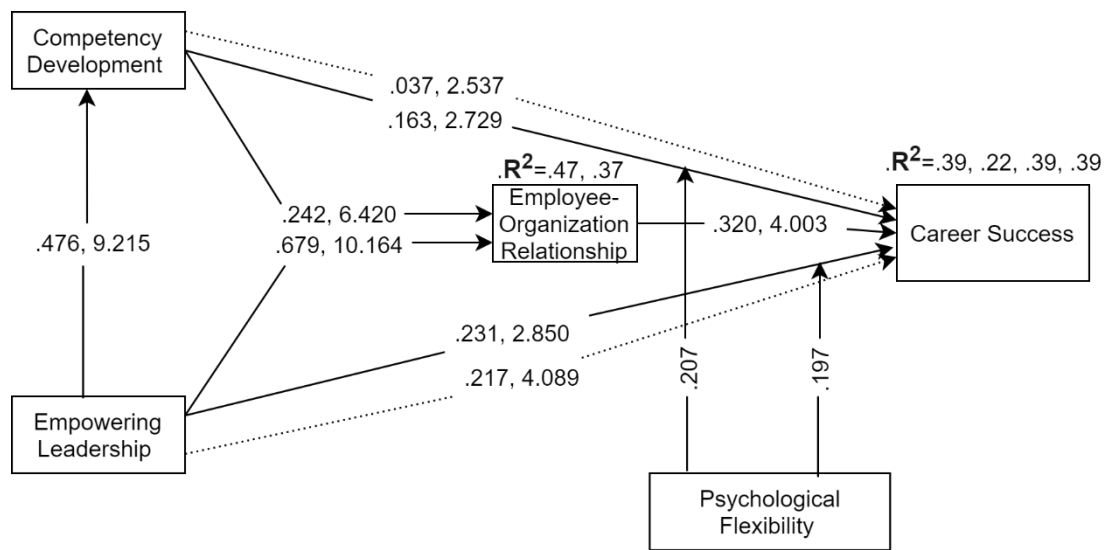 Competency
Development
.037, 2.537
.163, 2.729
.R²=.47, .37
.R²=.39, .22, .39, .39
Employee-
Organization
Relationship
.242, 6.420
.679, 10.164
.320, 4.003
Career Success
.476, 9.215
.231, 2.850
.217, 4.089
.207
.197
Empowering
Leadership
Psychological
Flexibility